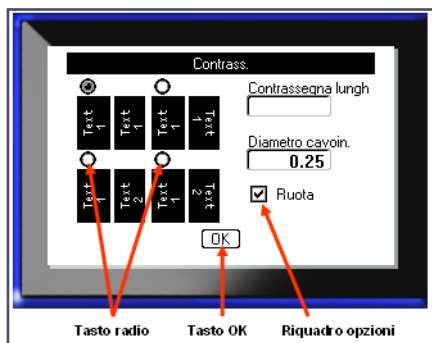 Contrass.
Contrassegna lungh
Text 1 Text 1 Text 1 Text 1
Diametro cavoin.
0.25
Text 1 Text 2 Text 1 Text 2
Ruota
OK
Tasto radio Tasto OK Riquadro opzioni